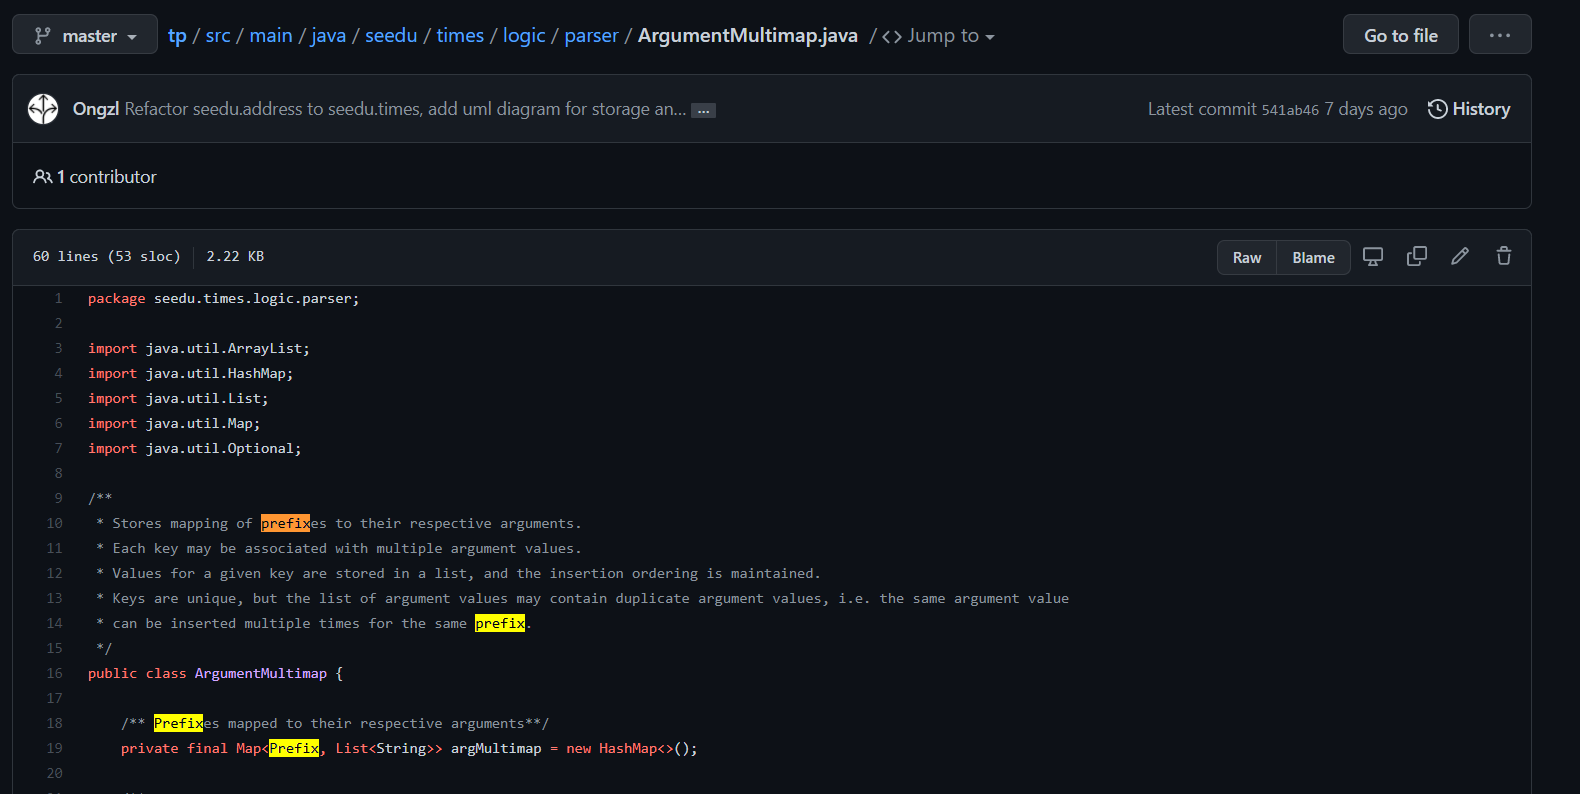 master tp / src / main / java / seedu / times / logic / parser / ArgumentMultimap.java / <> Jump to Go to file ...
Ongzl Refactor seedu.address to seedu.times, add uml diagram for storage an... ... Latest commit 541ab46 7 days ago History
1 contributor
60 lines (53 sloc) 2.22 KB Raw Blame
1 package seedu.times.logic.parser;
2
3 import java.util.ArrayList;
4 import java.util.HashMap;
5 import java.util.List;
6 import java.util.Map;
7 import java.util.Optional;
8
9 /**
10 * Stores mapping of prefixes to their respective arguments.
11 * Each key may be associated with multiple argument values.
12 * Values for a given key are stored in a list, and the insertion ordering is maintained.
13 * Keys are unique, but the list of argument values may contain duplicate argument values, i.e. the same argument value
14 * can be inserted multiple times for the same prefix.
15 */
16 public class ArgumentMultimap {
17
18 /** Prefixes mapped to their respective arguments**/
19 private final Map<Prefix, List<String>> argMultimap = new HashMap<>();
20